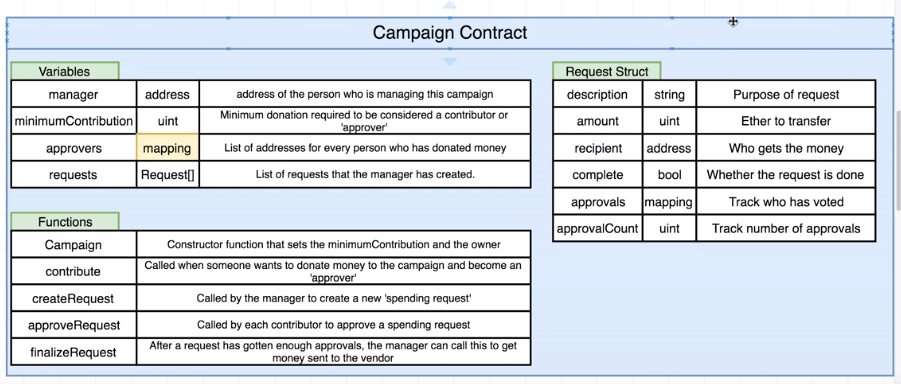 Campaign Contract
Variables
manager address address of the person who is managing this campaign
minimumContribution uint Minimum donation required to be considered a contributor or
'approver'
approvers mapping List of addresses for every person who has donated money
requests Request[] List of requests that the manager has created.
Functions
Campaign Constructor function that sets the minimumContribution and the owner
contribute Called when someone wants to donate money to the campaign and become an
'approver'
createRequest Called by the manager to create a new 'spending request'
approveRequest Called by each contributor to approve a spending request
finalizeRequest After a request has gotten enough approvals, the manager can call this to get
money sent to the vendor
Request Struct
description string Purpose of request
amount uint Ether to transfer
recipient address Who gets the money
complete bool Whether the request is done
approvals mapping Track who has voted
approvalCount uint Track number of approvals